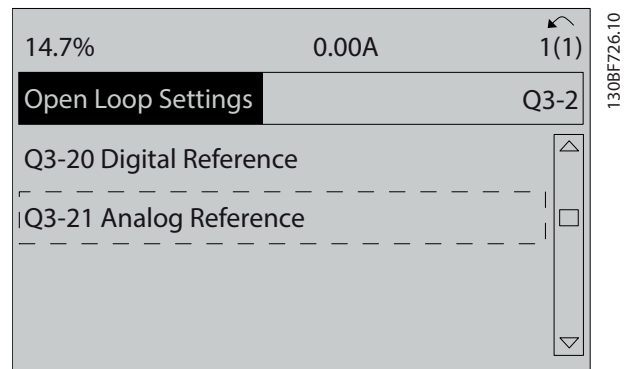 14.7% 0.00A 1(1)
Open Loop Settings Q3-2
Q3-20 Digital Reference
Q3-21 Analog Reference
130BF726.10